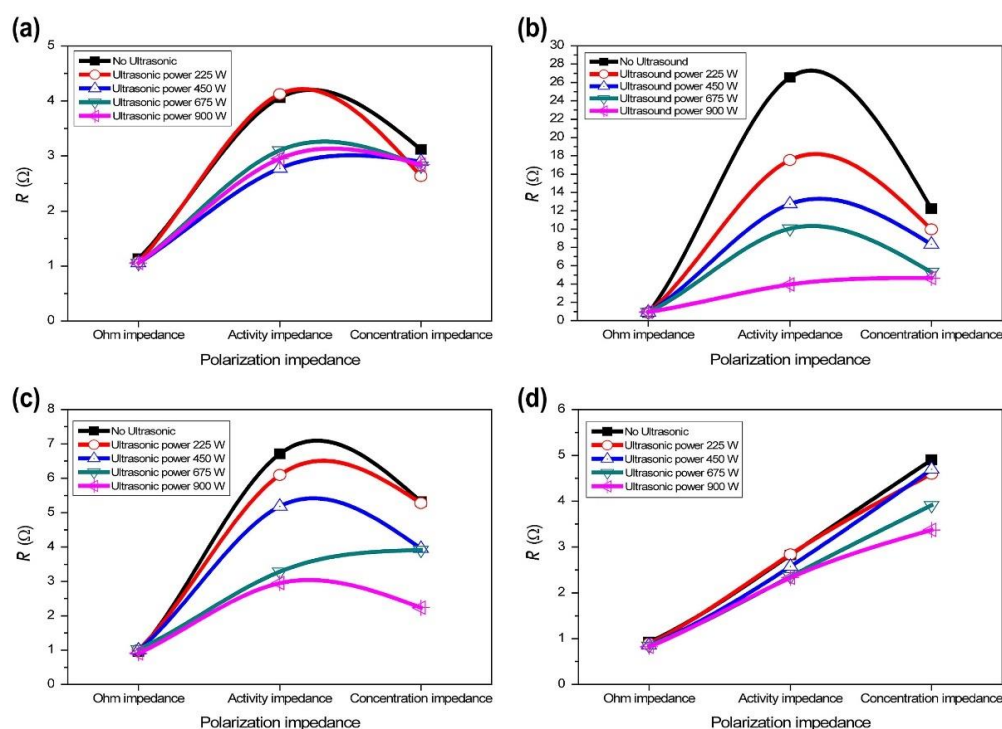 (a)
5
4
3
2
1
0
R (Ω)
No Ultrasonic
Ultrasonic power 225 W
Ultrasonic power 450 W
Ultrasonic power 675 W
Ultrasonic power 900 W
Ohm impedance Activity impedance Concentration impedance
Polarization impedance
(b)
30
28
26
24
22
20
18
16
14
12
10
8
6
4
2
0
R (Ω)
No Ultrasound
Ultrasound power 225 W
Ultrasound power 450 W
Ultrasound power 675 W
Ultrasound power 900 W
Ohm impedance Activity impedance Concentration impedance
Polarization impedance
(c)
8
7
6
5
4
3
2
1
0
R (Ω)
No Ultrasonic
Ultrasonic power 225 W
Ultrasonic power 450 W
Ultrasonic power 675 W
Ultrasonic power 900 W
Ohm impedance Activity impedance Concentration impedance
Polarization impedance
(d)
6
5
4
3
2
1
0
R (Ω)
No Ultrasonic
Ultrasonic power 225 W
Ultrasonic power 450 W
Ultrasonic power 675 W
Ultrasonic power 900 W
Ohm impedance Activity impedance Concentration impedance
Polarization impedance